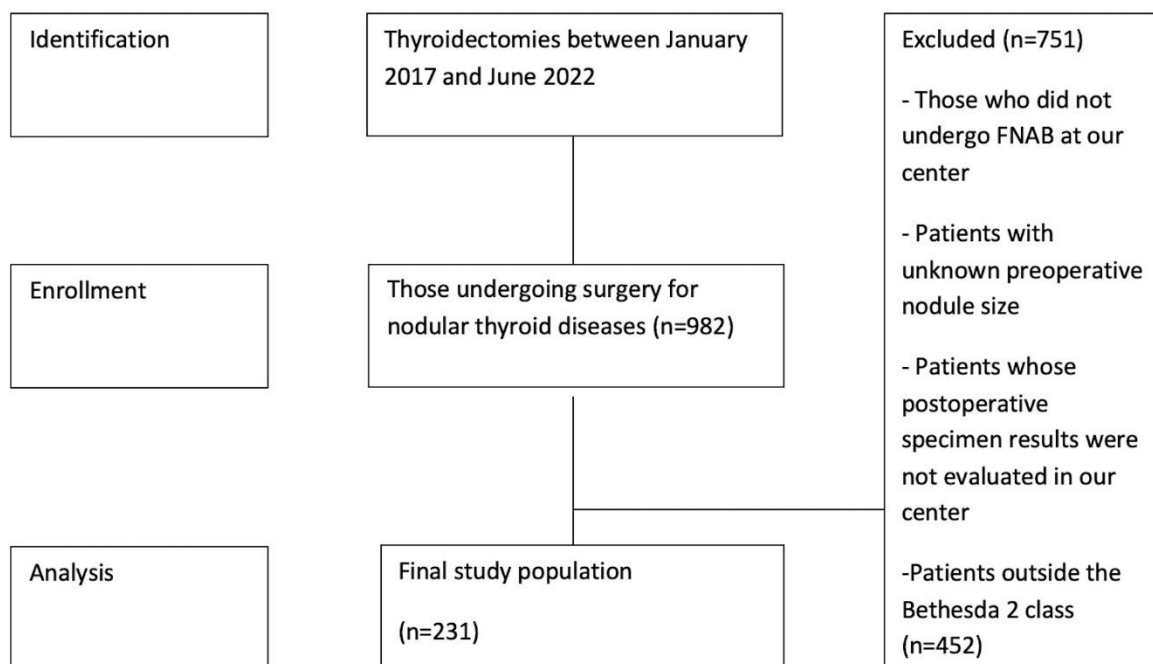 Identification
Thyroidectomies between January
2017 and June 2022
Enrollment
Those undergoing surgery for
nodular thyroid diseases (n=982)
Analysis
Final study population
(n=231)
Excluded (n=751)
- Those who did not
undergo FNAB at our
center
- Patients with
unknown preoperative
nodule size
- Patients whose
postoperative
specimen results were
not evaluated in our
center
-Patients outside the
Bethesda 2 class
(n=452)